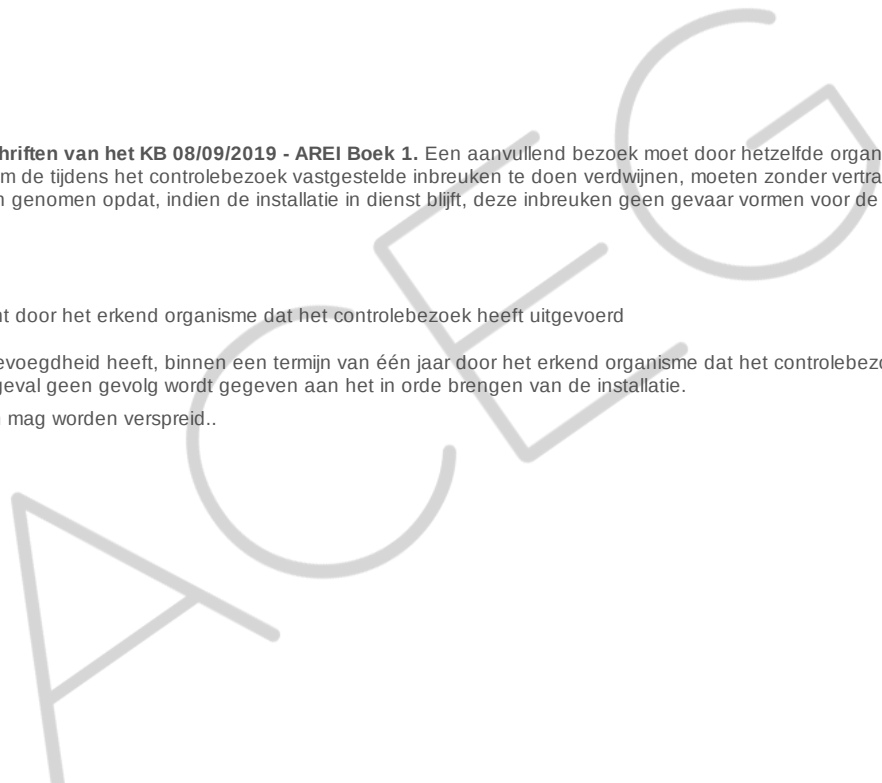 hriften van het KB 08/09/2019 - AREI Boek 1. Een aanvullend bezoek moet door hetzelfde organ
m de tijdens het controlebezoek vastgestelde inbreuken te doen verdwijnen, moeten zonder vertra
n genomen opdat, indien de installatie in dienst blijft, deze inbreuken geen gevaar vormen voor de
nt door het erkend organisme dat het controlebezoek heeft uitgevoerd
evoegdheid heeft, binnen een termijn van één jaar door het erkend organisme dat het controlebezo
geval geen gevolg wordt gegeven aan het in orde brengen van de installatie.
mag worden verspreid..
ACEG